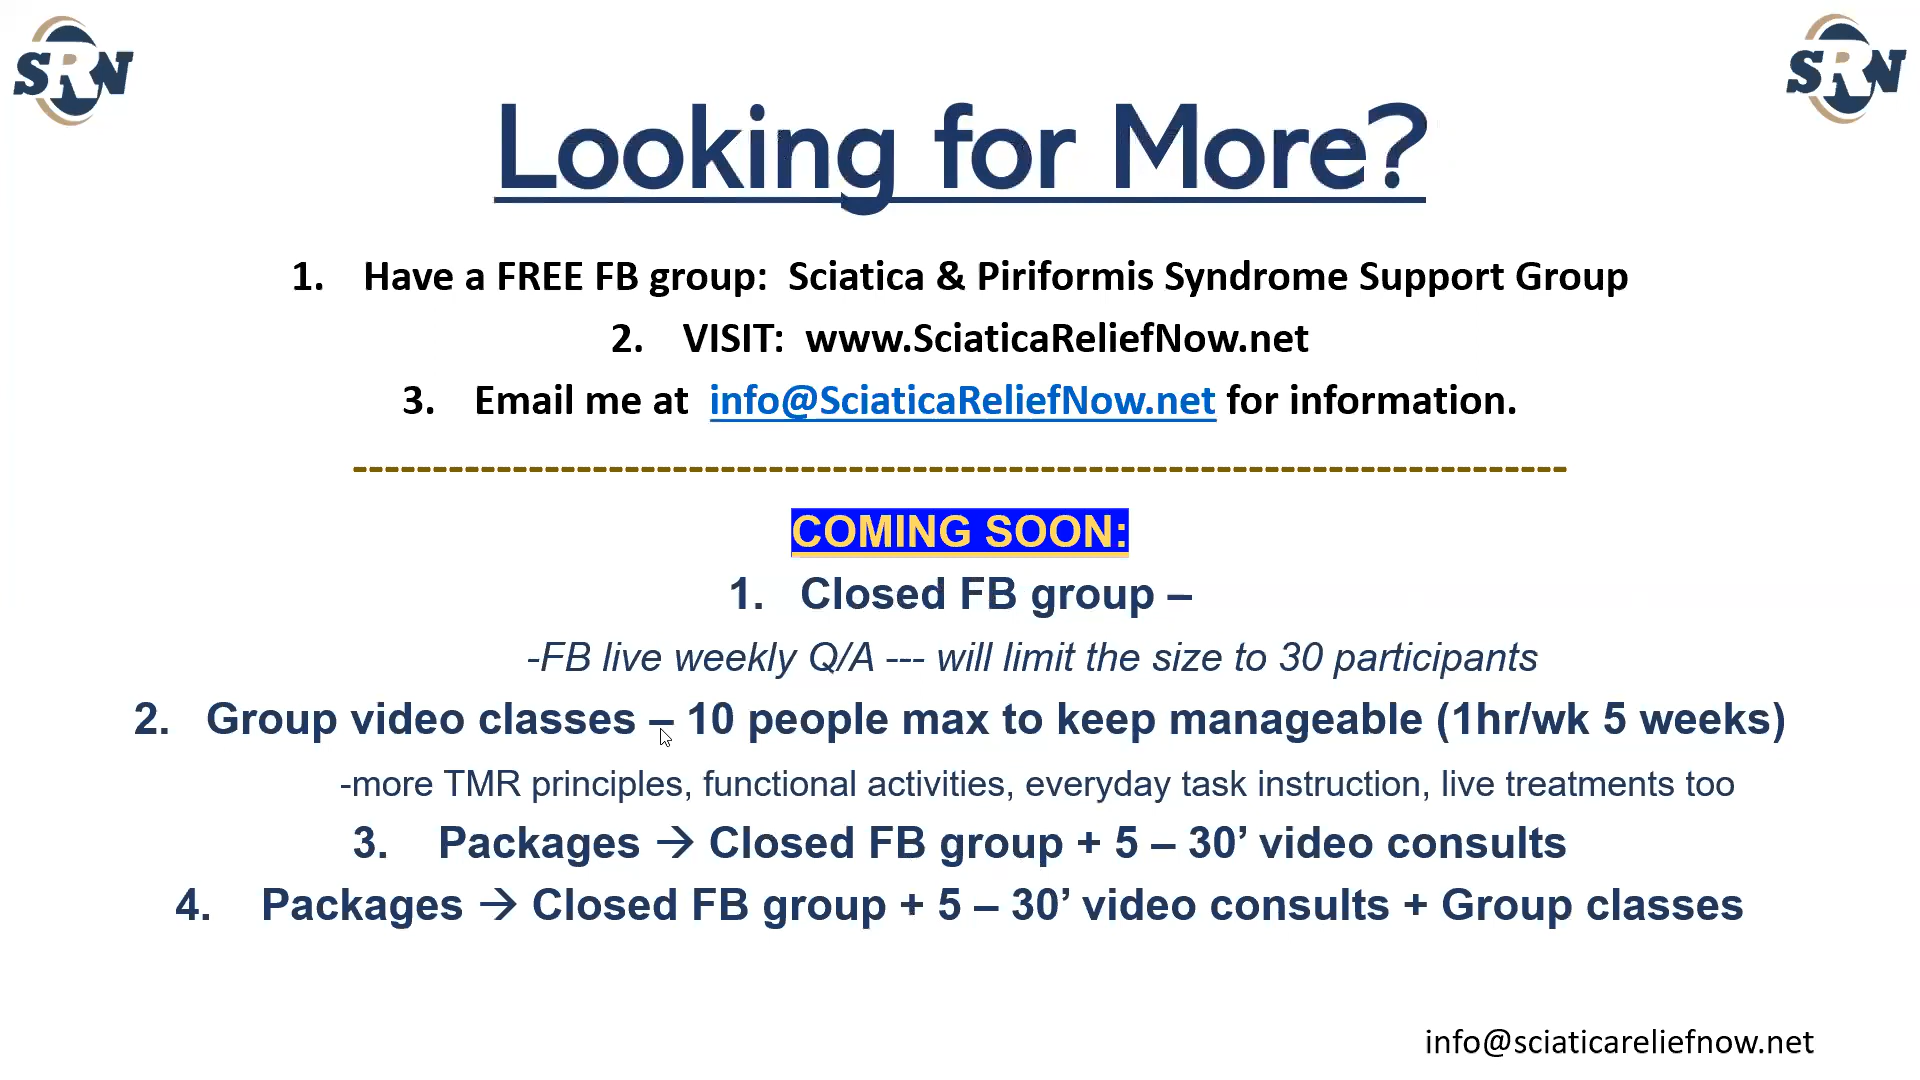 SRN
SRN
Looking for More?
1. Have a FREE FB group: Sciatica & Piriformis Syndrome Support Group
2. VISIT: www.SciaticaReliefNow.net
3. Email me at info@SciaticaReliefNow.net for information.
----------------------------------------------------------------------------
COMING SOON:
1. Closed FB group –
-FB live weekly Q/A --- will limit the size to 30 participants
2. Group video classes – 10 people max to keep manageable (1hr/wk 5 weeks)
-more TMR principles, functional activities, everyday task instruction, live treatments too
3. Packages → Closed FB group + 5 – 30’ video consults
4. Packages → Closed FB group + 5 – 30’ video consults + Group classes
info@sciaticareliefnow.net